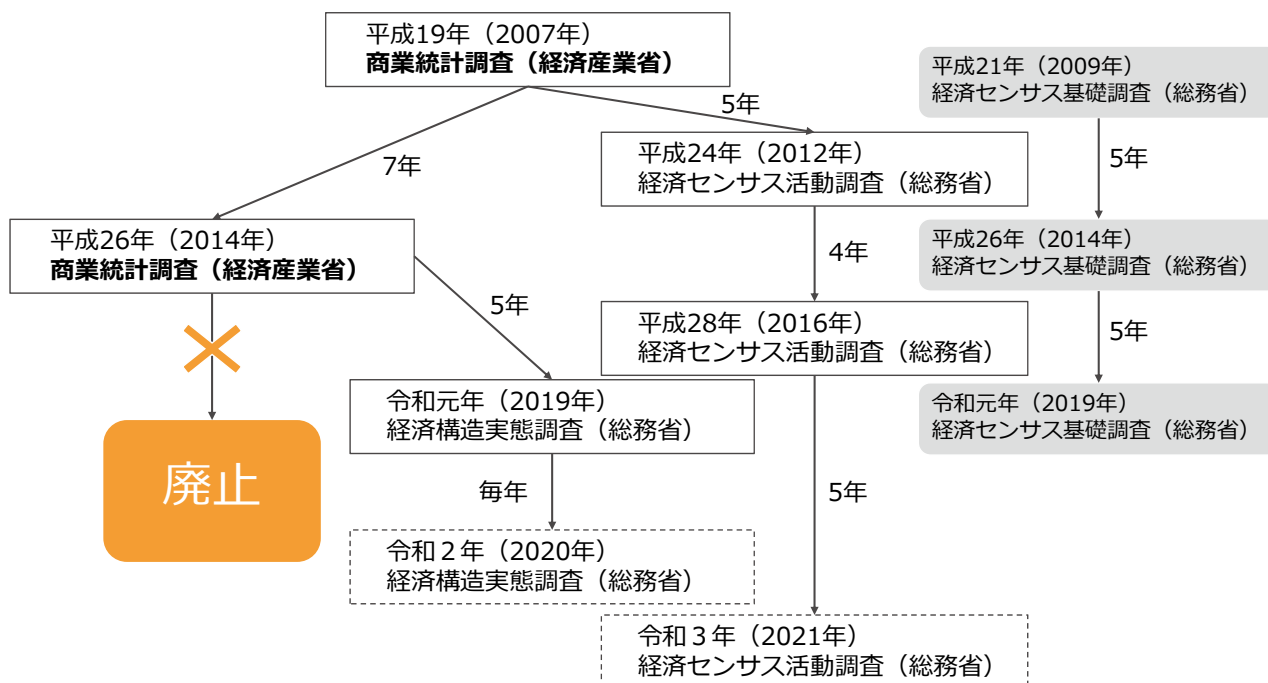 平成19年（2007年）
商業統計調査（経済産業省）
平成21年（2009年）
経済センサス基礎調査（総務省）
5年
7年
平成24年（2012年）
経済センサス活動調査（総務省）
5年
平成26年（2014年）
商業統計調査（経済産業省）
4年
平成26年（2014年）
経済センサス基礎調査（総務省）
5年
平成28年（2016年）
経済センサス活動調査（総務省）
5年
令和元年（2019年）
経済構造実態調査（総務省）
令和元年（2019年）
経済センサス基礎調査（総務省）
廃止
毎年
5年
令和２年（2020年）
経済構造実態調査（総務省）
令和３年（2021年）
経済センサス活動調査（総務省）